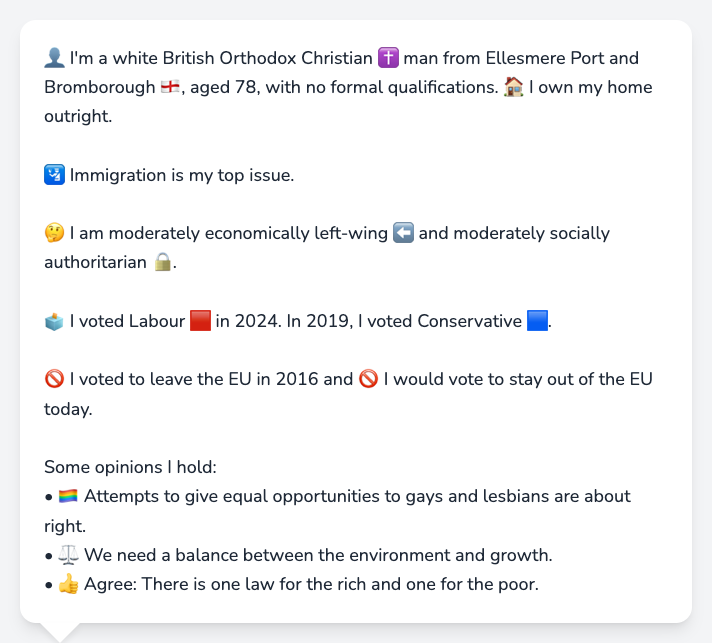 👤 I'm a white British Orthodox Christian ✝️ man from Ellesmere Port and
Bromborough 🏴󠁧󠁢󠁥󠁮󠁧󠁿, aged 78, with no formal qualifications. 🏠 I own my home
outright.
🛂 Immigration is my top issue.
🤔 I am moderately economically left-wing ⬅️ and moderately socially
authoritarian 🔒.
🗳️ I voted Labour 🟥 in 2024. In 2019, I voted Conservative 🟦.
🚫 I voted to leave the EU in 2016 and 🚫 I would vote to stay out of the EU
today.
Some opinions I hold:
• 🏳️‍🌈 Attempts to give equal opportunities to gays and lesbians are about
right.
• ⚖️ We need a balance between the environment and growth.
• 👍 Agree: There is one law for the rich and one for the poor.